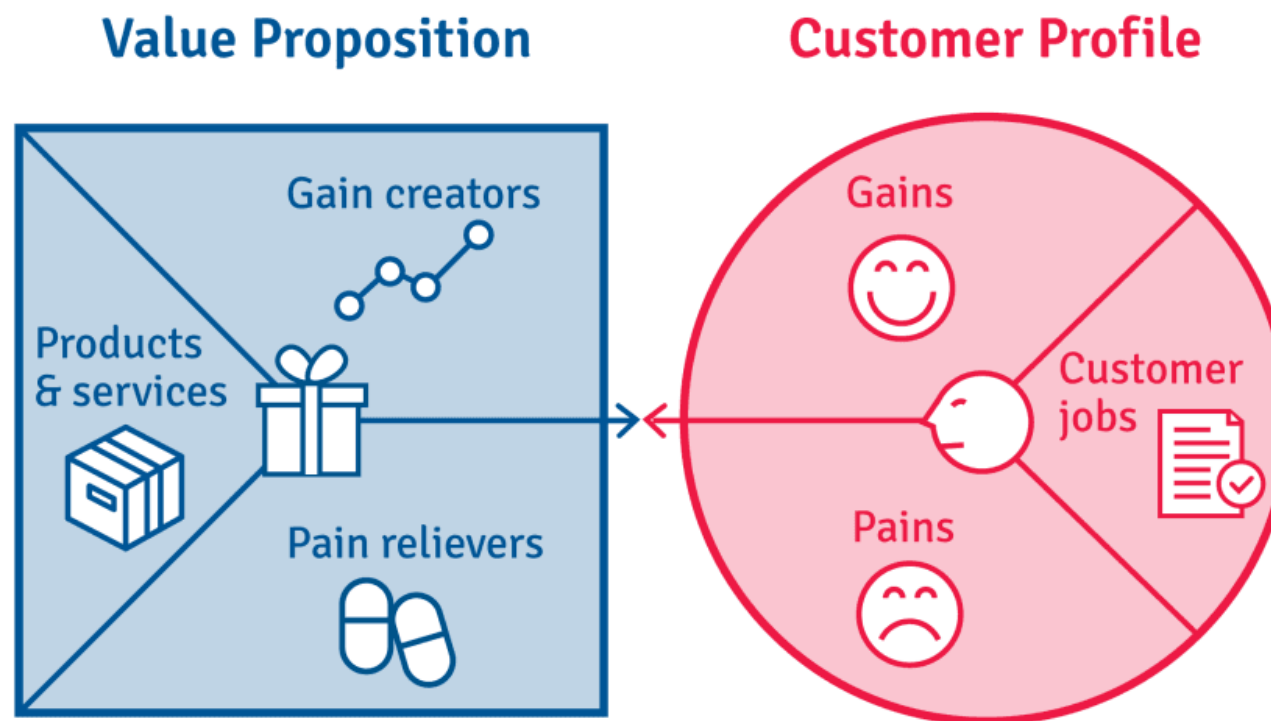 Value Proposition
Customer Profile
Gain creators
Products
& services
Pain relievers
Gains
Customer
jobs
Pains